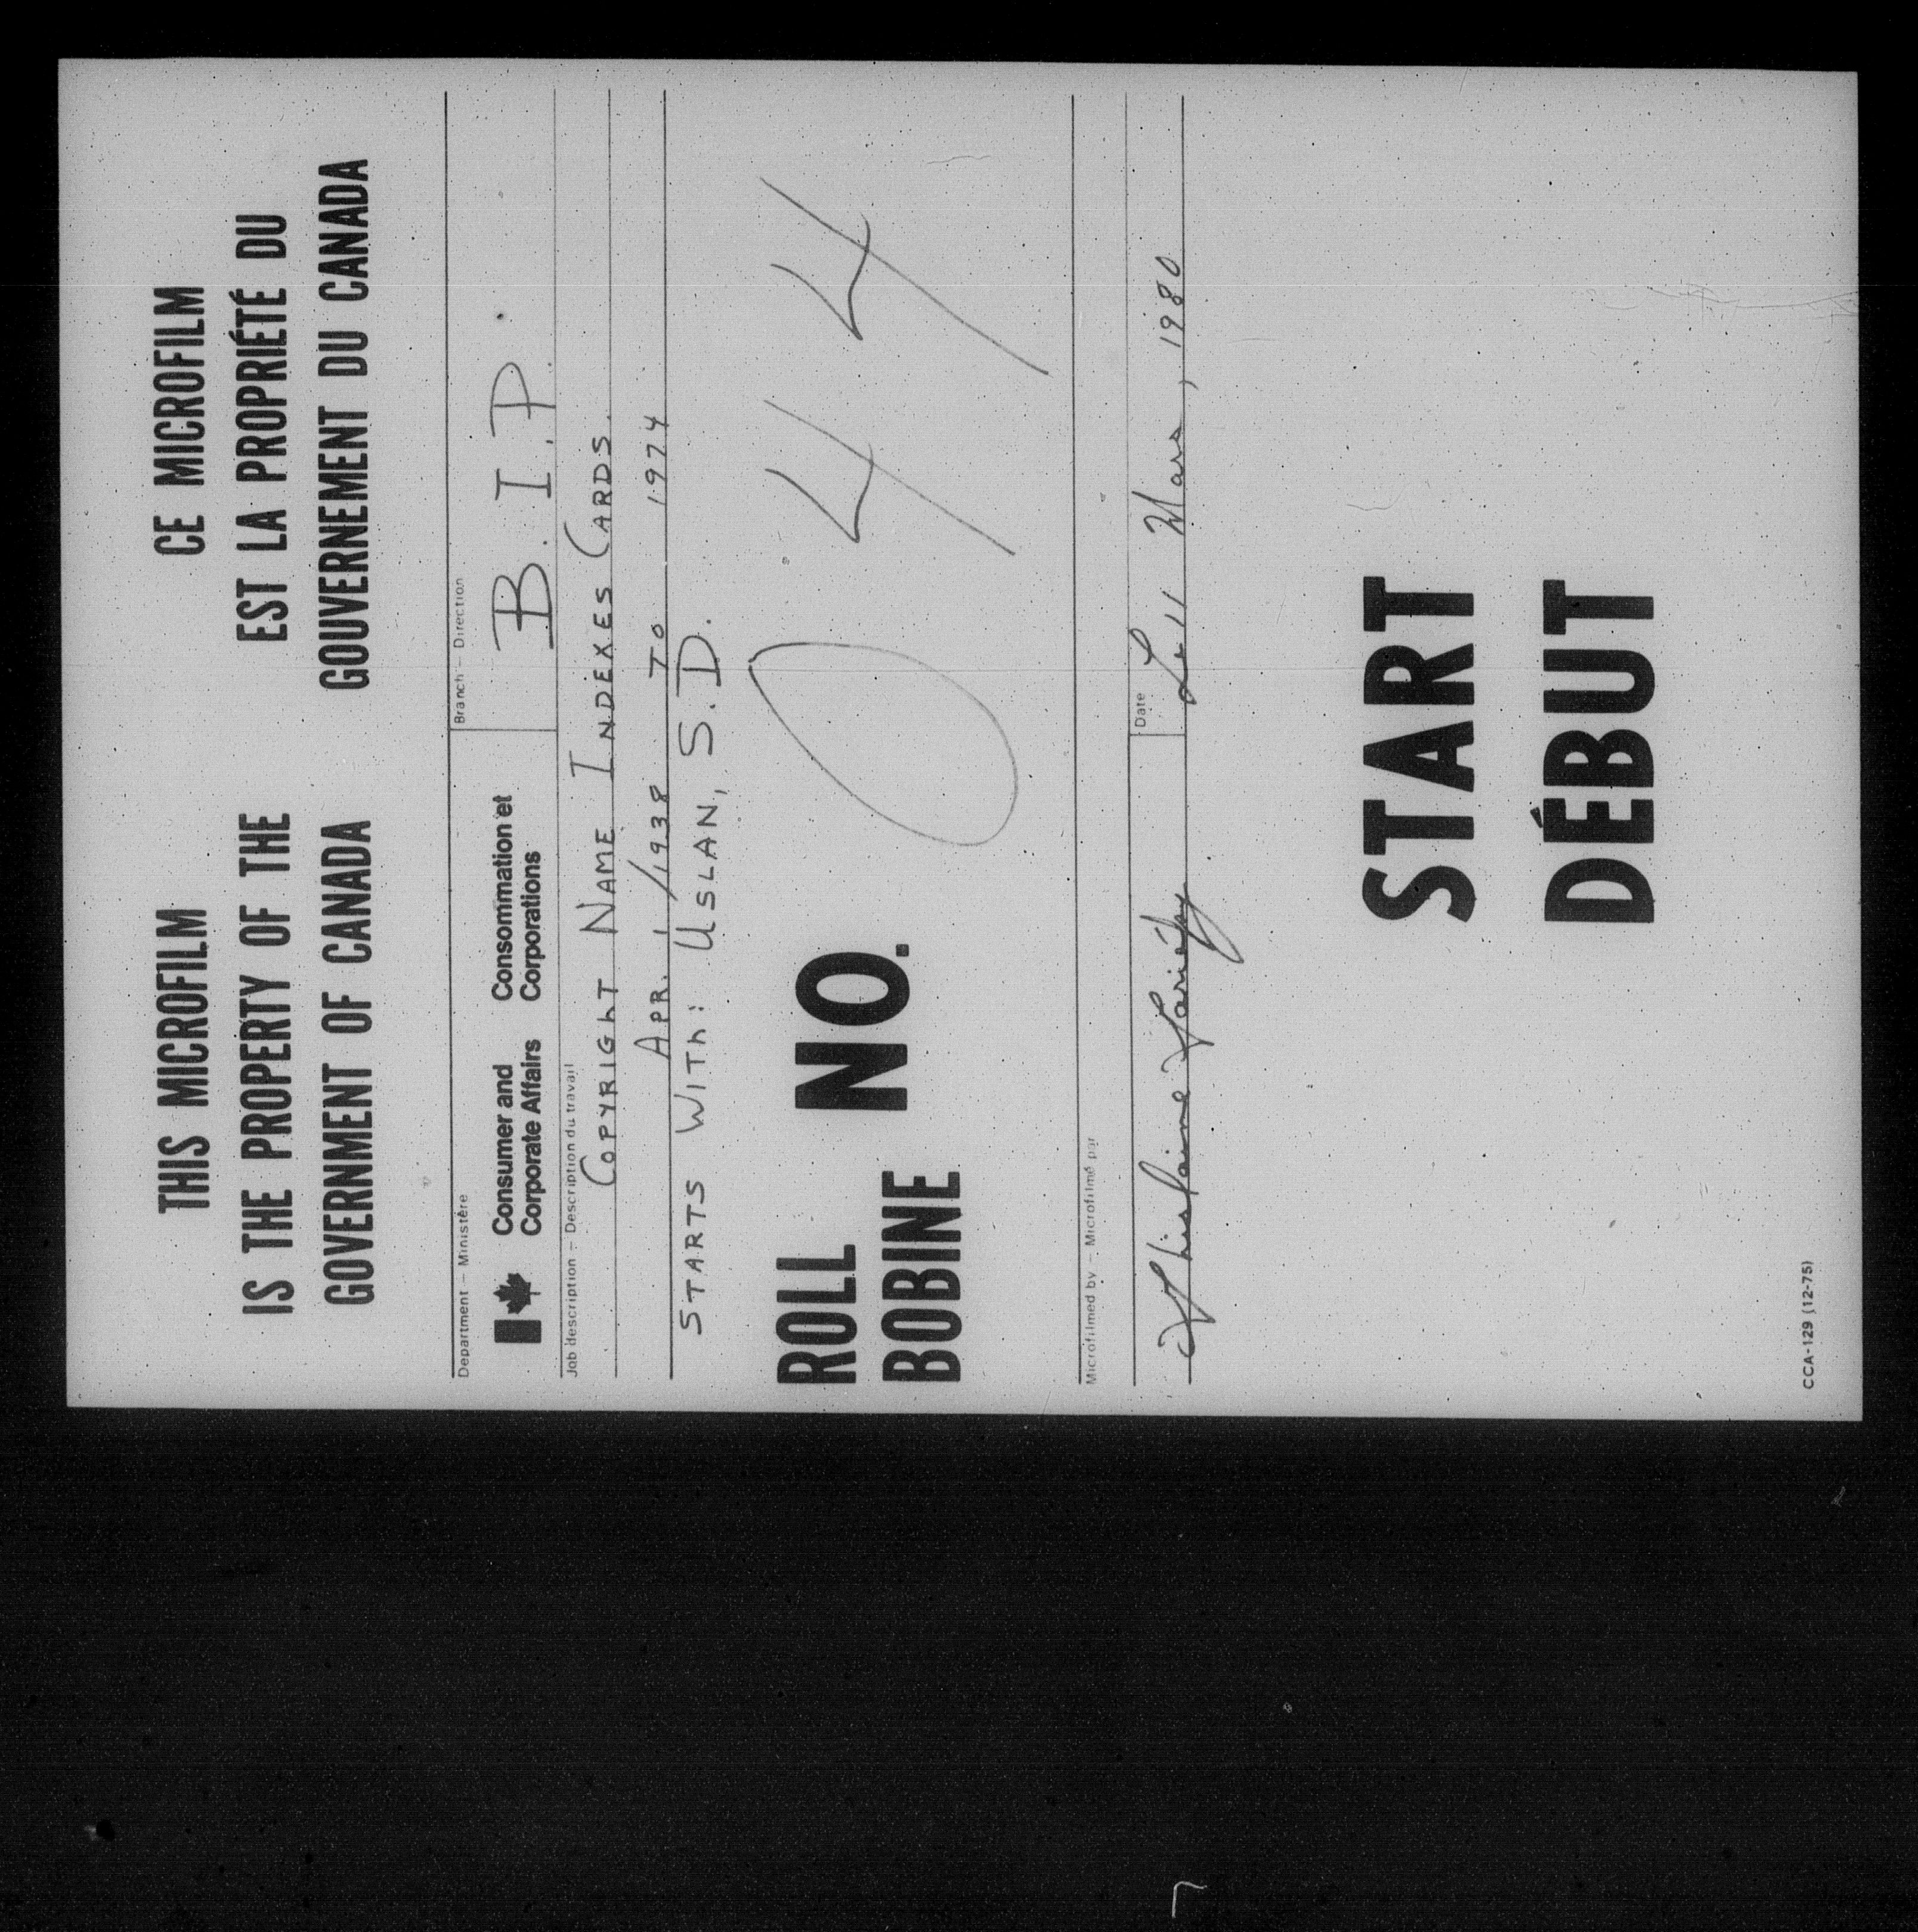 THIS MICROFILM
IS THE PROPERTY OF THE
GOVERNMENT OF CANADA
CE MICROFILM
EST LA PROPRIÉTÉ DU
GOUVERNEMENT DU CANADA
Department – Ministère
Consumer and
Corporate Affairs
Consommation et
Corporations
Branch – Direction
B. I. P.
Job description – Description du travail
COPYRIGHT NAME INDEXES CARDS.
APR. 1/1938 TO 1974
STARTS WITH: USLAN, S.D.
ROLL NO.
BOBINE
044
Microfilmed by – Microfilmé par
Ghislaine
Date
Le 11 Mars, 1980
START
DÉBUT
CCA-129 (12-75)